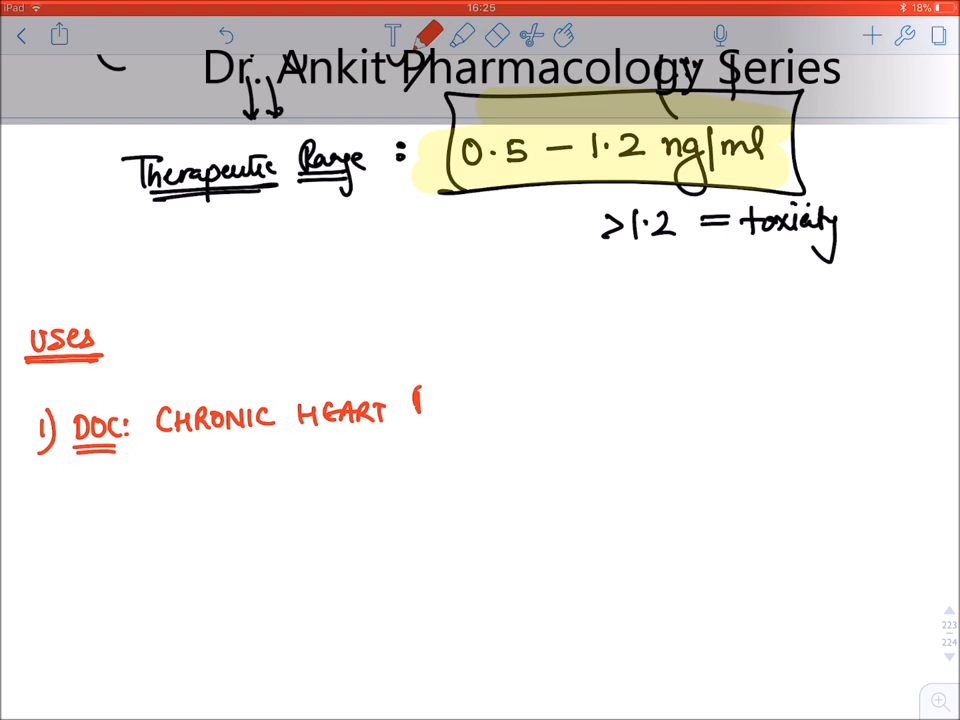 iPad 16:25 18%
T
Dr. Ankit Pharmacology Series
Therapeutic Range : 0.5 - 1.2 ng/ml
>1.2 = toxicity
Uses
1) DOC: CHRONIC HEART
223
224